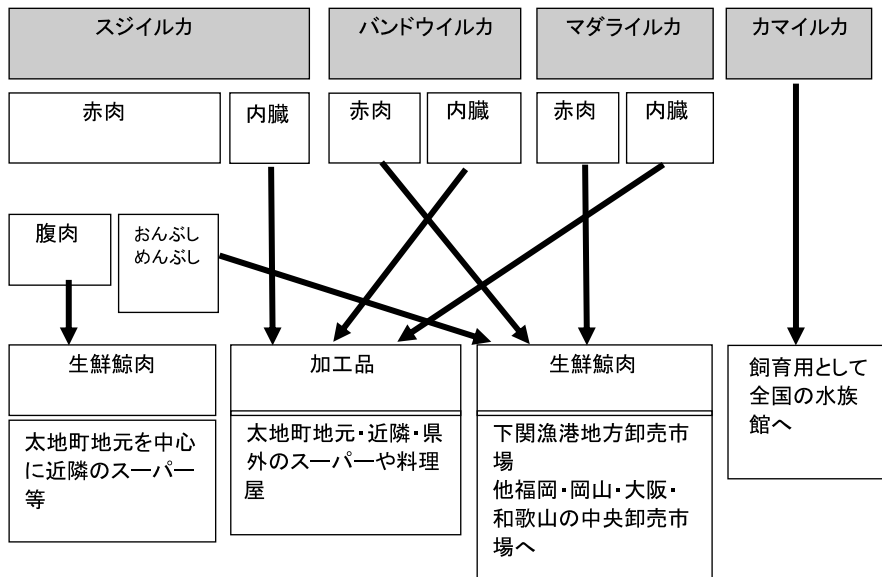 スジイルカ
バンドウイルカ
マダライルカ
カマイルカ
赤肉
内臓
赤肉
内臓
赤肉
内臓
腹肉
おんぶし
めんぶし
生鮮鯨肉
加工品
生鮮鯨肉
飼育用として
全国の水族
館へ
太地町地元を中心
に近隣のスーパー
等
太地町地元・近隣・県
外のスーパーや料理
屋
下関漁港地方卸売市
場
他福岡・岡山・大阪・
和歌山の中央卸売市
場へ